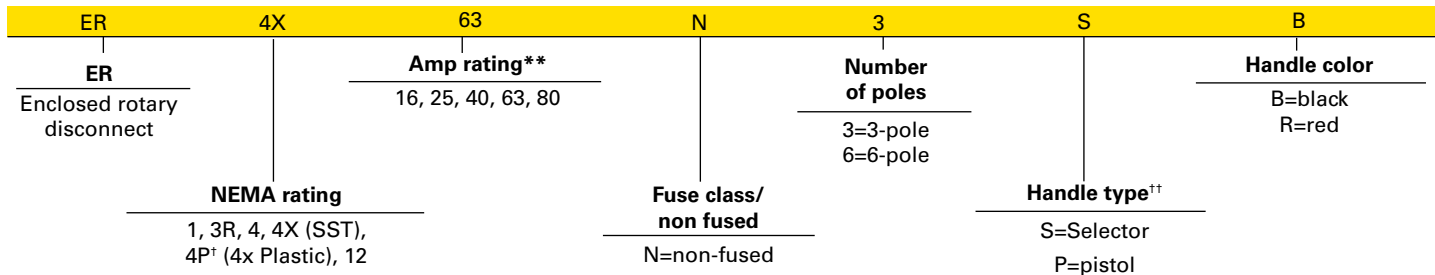 ER 4X 63 N 3 S B
ER
Enclosed rotary
disconnect
NEMA rating
1, 3R, 4, 4X (SST),
4P† (4x Plastic), 12
Amp rating**
16, 25, 40, 63, 80
Fuse class/
non fused
N=non-fused
Number
of poles
3=3-pole
6=6-pole
Handle type††
S=Selector
P=pistol
Handle color
B=black
R=red